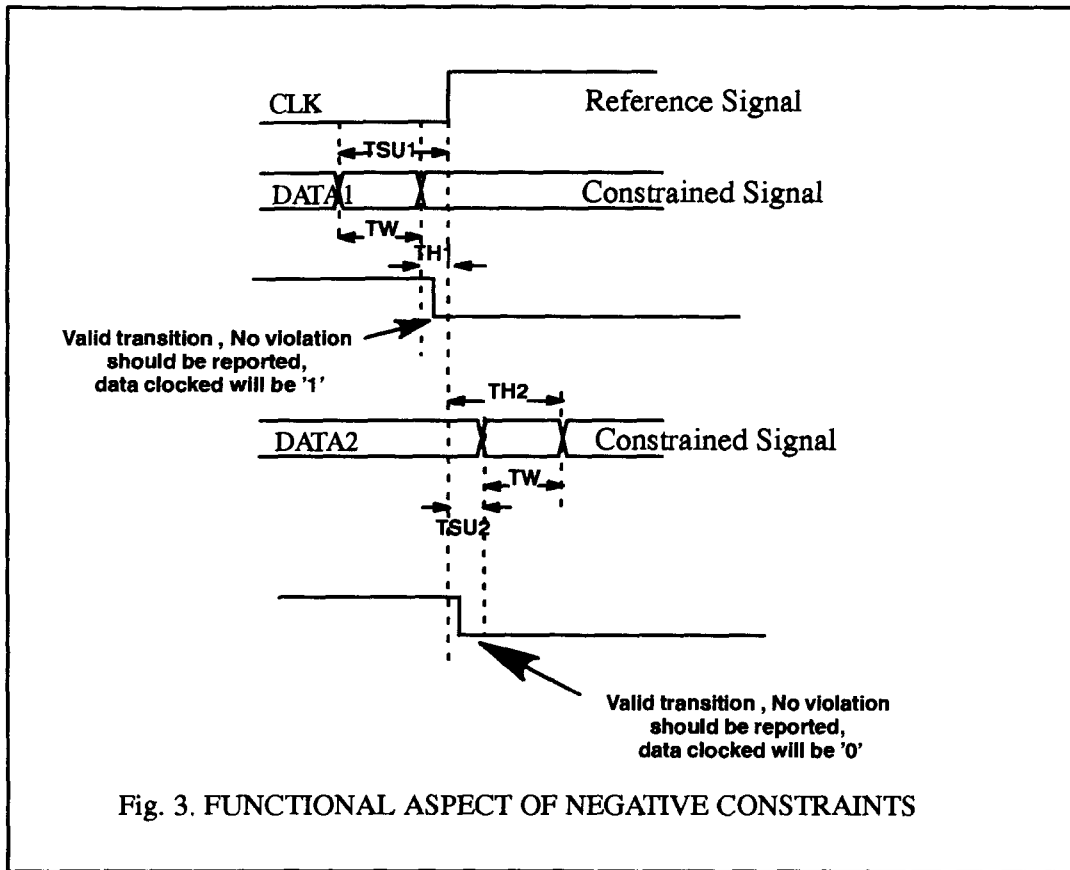 CLK
Reference Signal
TSU1
DATA1
Constrained Signal
TW
TH1
Valid transition , No violation
should be reported,
data clocked will be '1'
TH2
DATA2
Constrained Signal
TW
TSU2
Valid transition , No violation
should be reported,
data clocked will be '0'
Fig. 3. FUNCTIONAL ASPECT OF NEGATIVE CONSTRAINTS